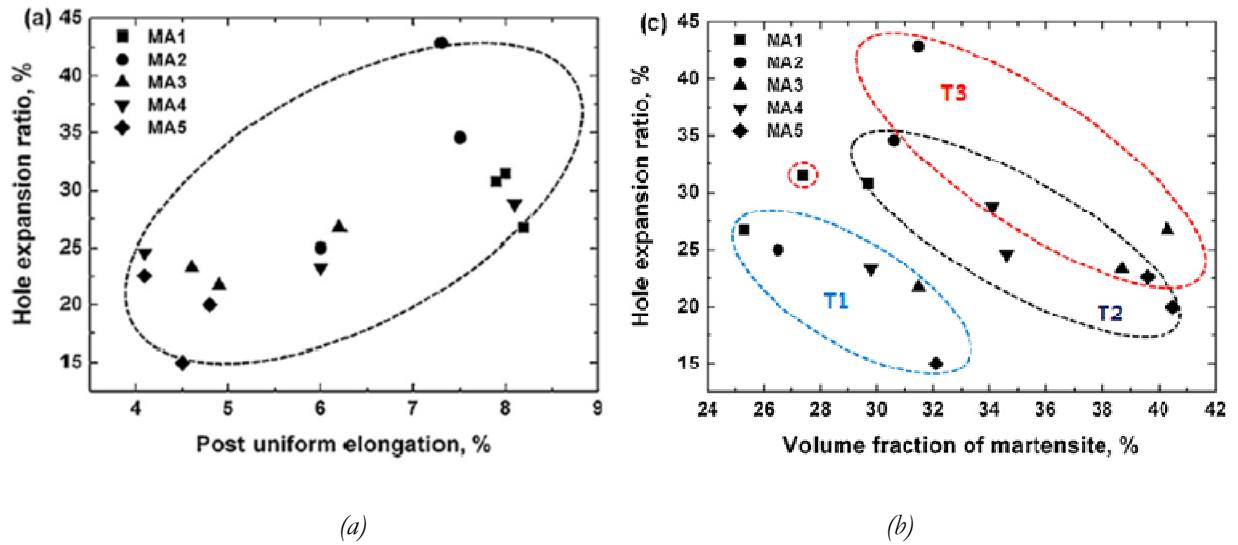 (a)
45
40
35
30
25
20
15
Hole expansion ratio, %
MA1
MA2
MA3
MA4
MA5
4 5 6 7 8 9
Post uniform elongation, %
(c)
45
40
35
30
25
20
15
Hole expansion ratio, %
MA1
MA2
MA3
MA4
MA5
T3
T1
T2
24 26 28 30 32 34 36 38 40 42
Volume fraction of martensite, %
(a)
(b)